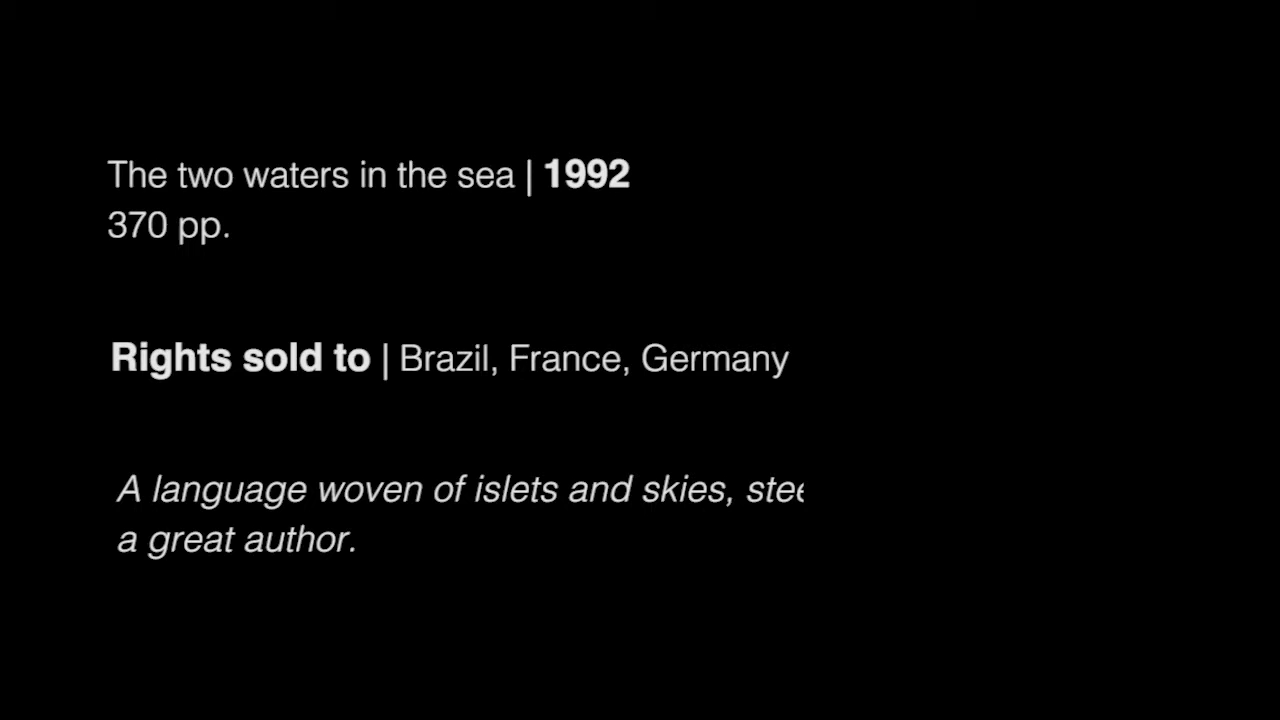 The two waters in the sea | 1992
370 pp.
Rights sold to | Brazil, France, Germany
A language woven of islets and skies,
a great author.